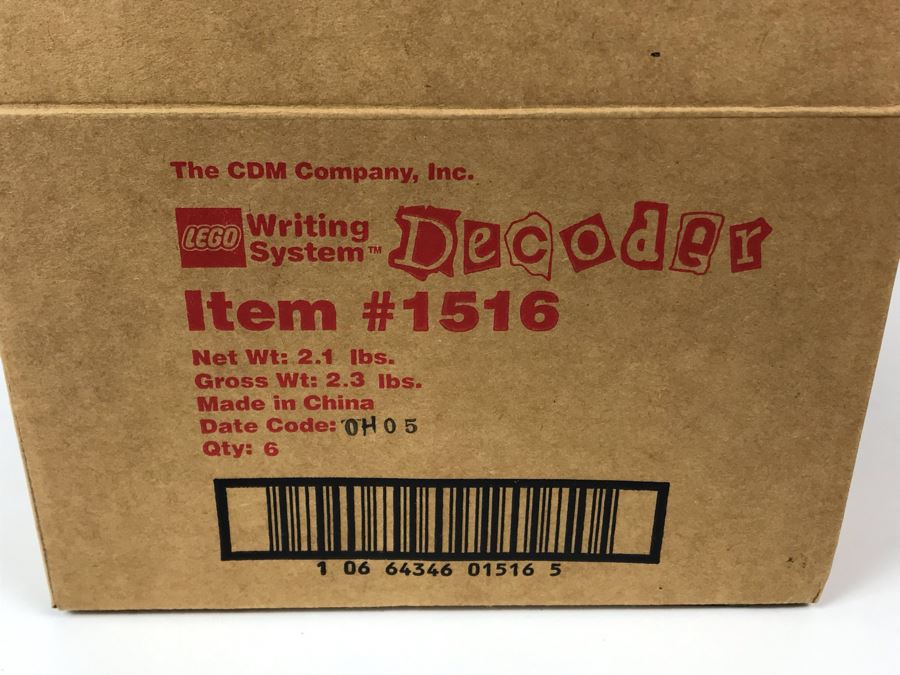 The CDM Company, Inc.
LEGO Writing System™ Decoder
Item #1516
Net Wt: 2.1 lbs.
Gross Wt: 2.3 lbs.
Made in China
Date Code: 0H05
Qty: 6
1 06 64346 01516 5